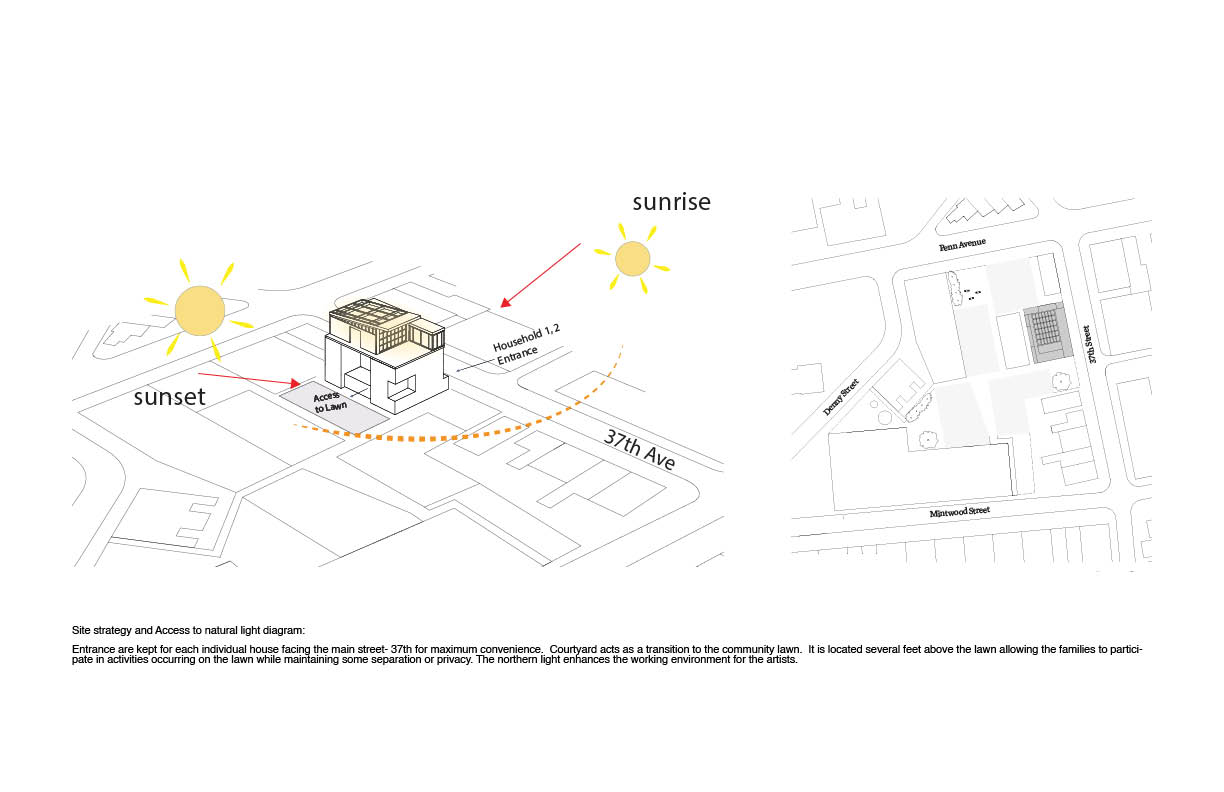 sunrise
sunset
Household 1, 2
Entrance
Access
to Lawn
37th Ave
Penn Avenue
37th Street
Denny Street
Mintwood Street
Site strategy and Access to natural light diagram:
Entrance are kept for each individual house facing the main street- 37th for maximum convenience.  Courtyard acts as a transition to the community lawn.  It is located several feet above the lawn allowing the families to partici-
pate in activities occurring on the lawn while maintaining some separation or privacy. The northern light enhances the working environment for the artists.